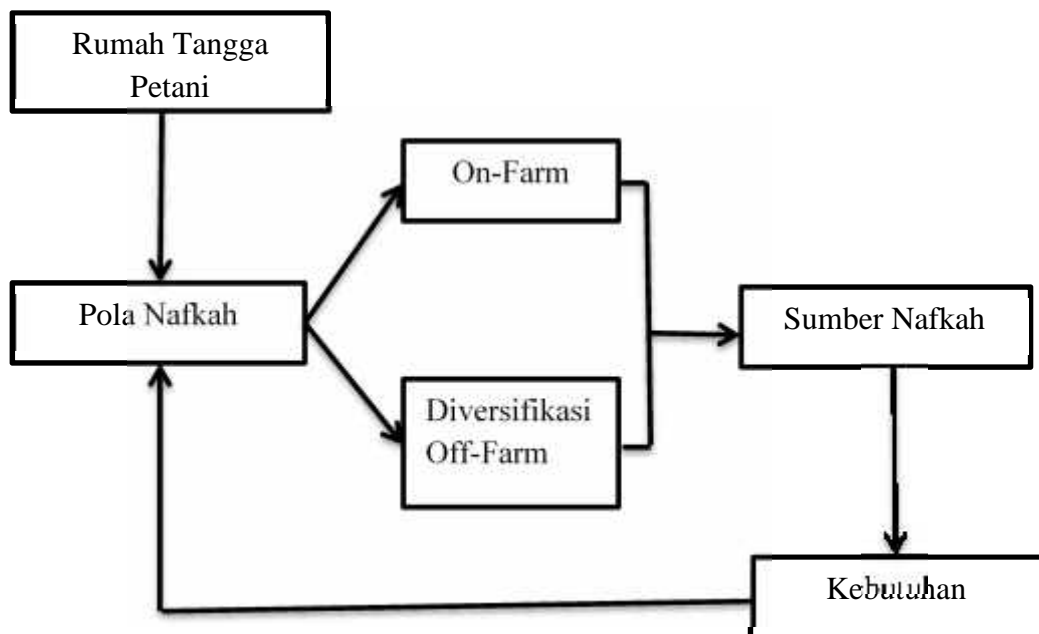 Rumah Tangga
Petani
On-Farm
Pola Nafkah
Sumber Nafkah
Diversifikasi
Off-Farm
Kebutuhan